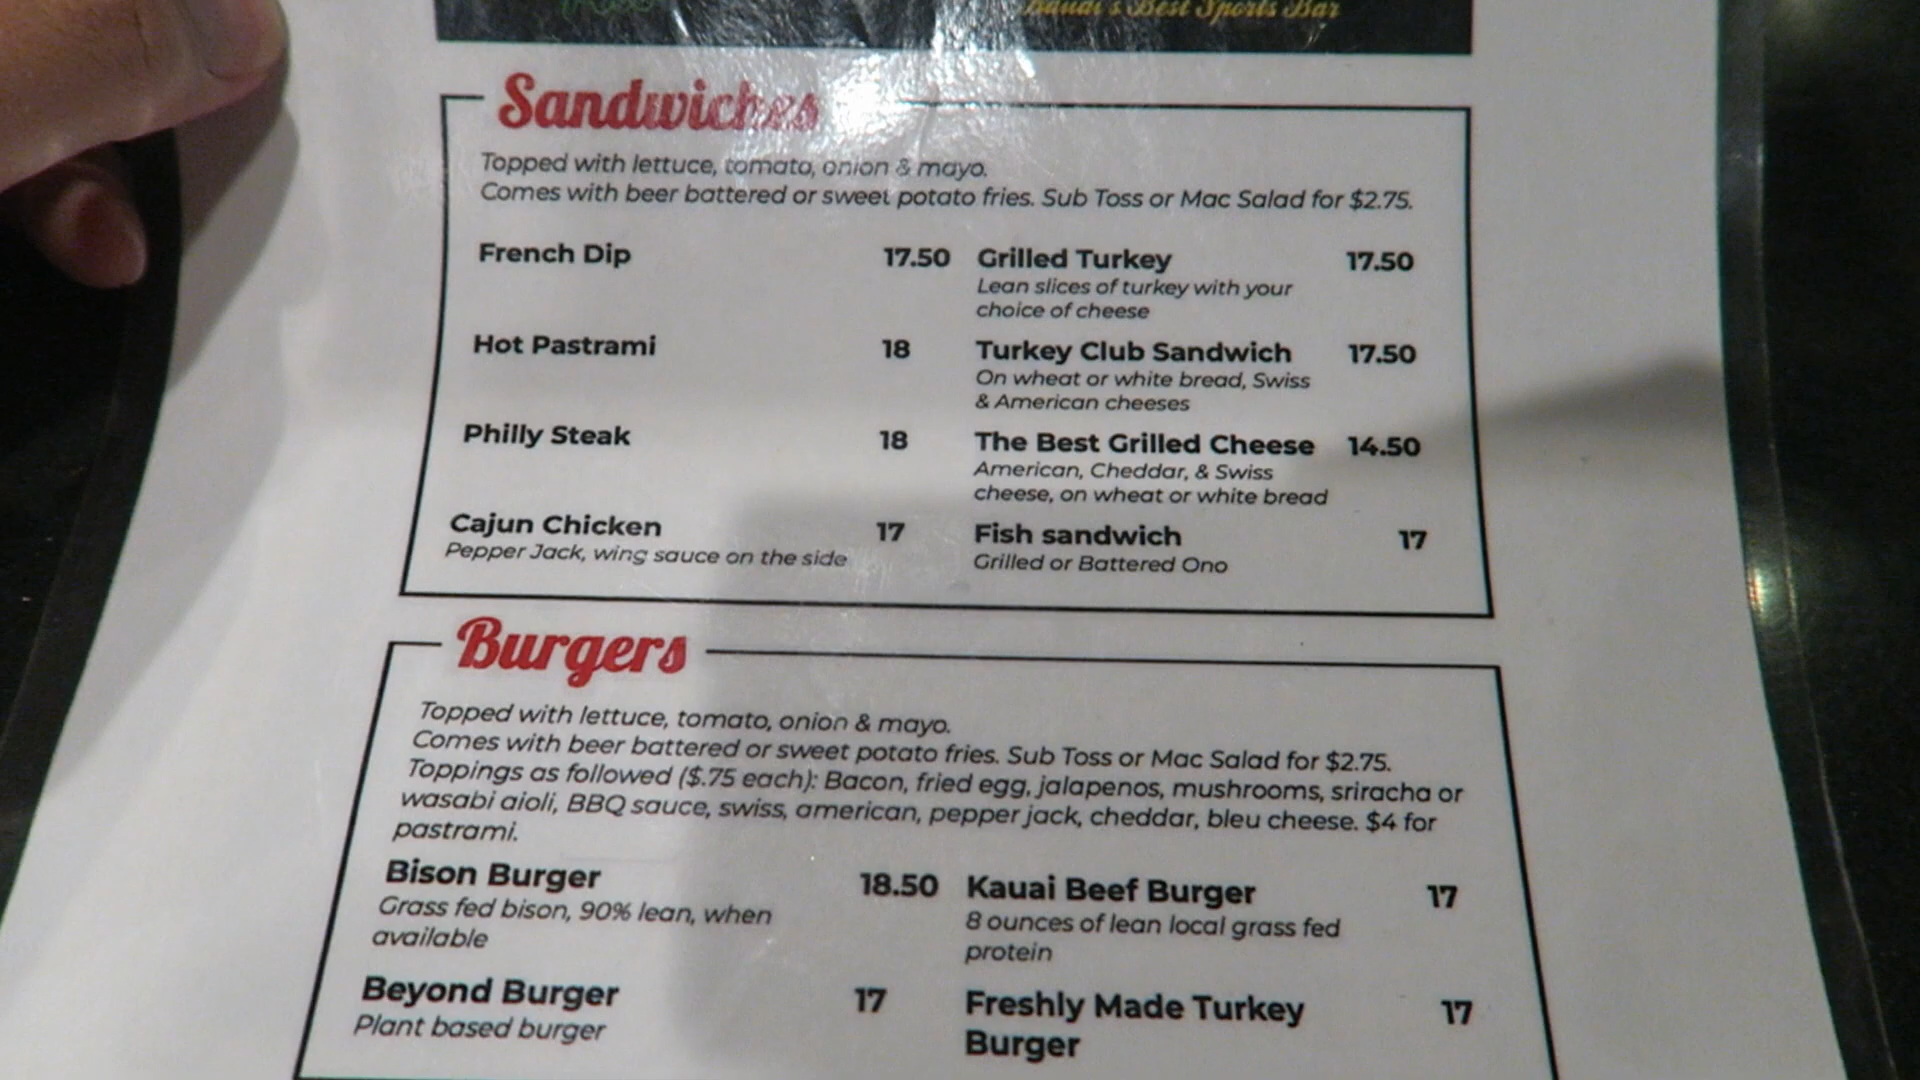 Kauai's Best Sports Bar
Sandwiches
Topped with lettuce, tomato, onion & mayo.
Comes with beer battered or sweet potato fries. Sub Toss or Mac Salad for $2.75.
French Dip 17.50
Hot Pastrami 18
Philly Steak 18
Cajun Chicken 17
Pepper Jack, wing sauce on the side
Grilled Turkey 17.50
Lean slices of turkey with your
choice of cheese
Turkey Club Sandwich 17.50
On wheat or white bread, Swiss
& American cheeses
The Best Grilled Cheese 14.50
American, Cheddar, & Swiss
cheese, on wheat or white bread
Fish sandwich 17
Grilled or Battered Ono
Burgers
Topped with lettuce, tomato, onion & mayo.
Comes with beer battered or sweet potato fries. Sub Toss or Mac Salad for $2.75.
Toppings as followed ($.75 each): Bacon, fried egg, jalapenos, mushrooms, sriracha or
wasabi aioli, BBQ sauce, swiss, american, pepper jack, cheddar, bleu cheese. $4 for
pastrami.
Bison Burger 18.50
Grass fed bison, 90% lean, when
available
Beyond Burger 17
Plant based burger
Kauai Beef Burger 17
8 ounces of lean local grass fed
protein
Freshly Made Turkey 17
Burger